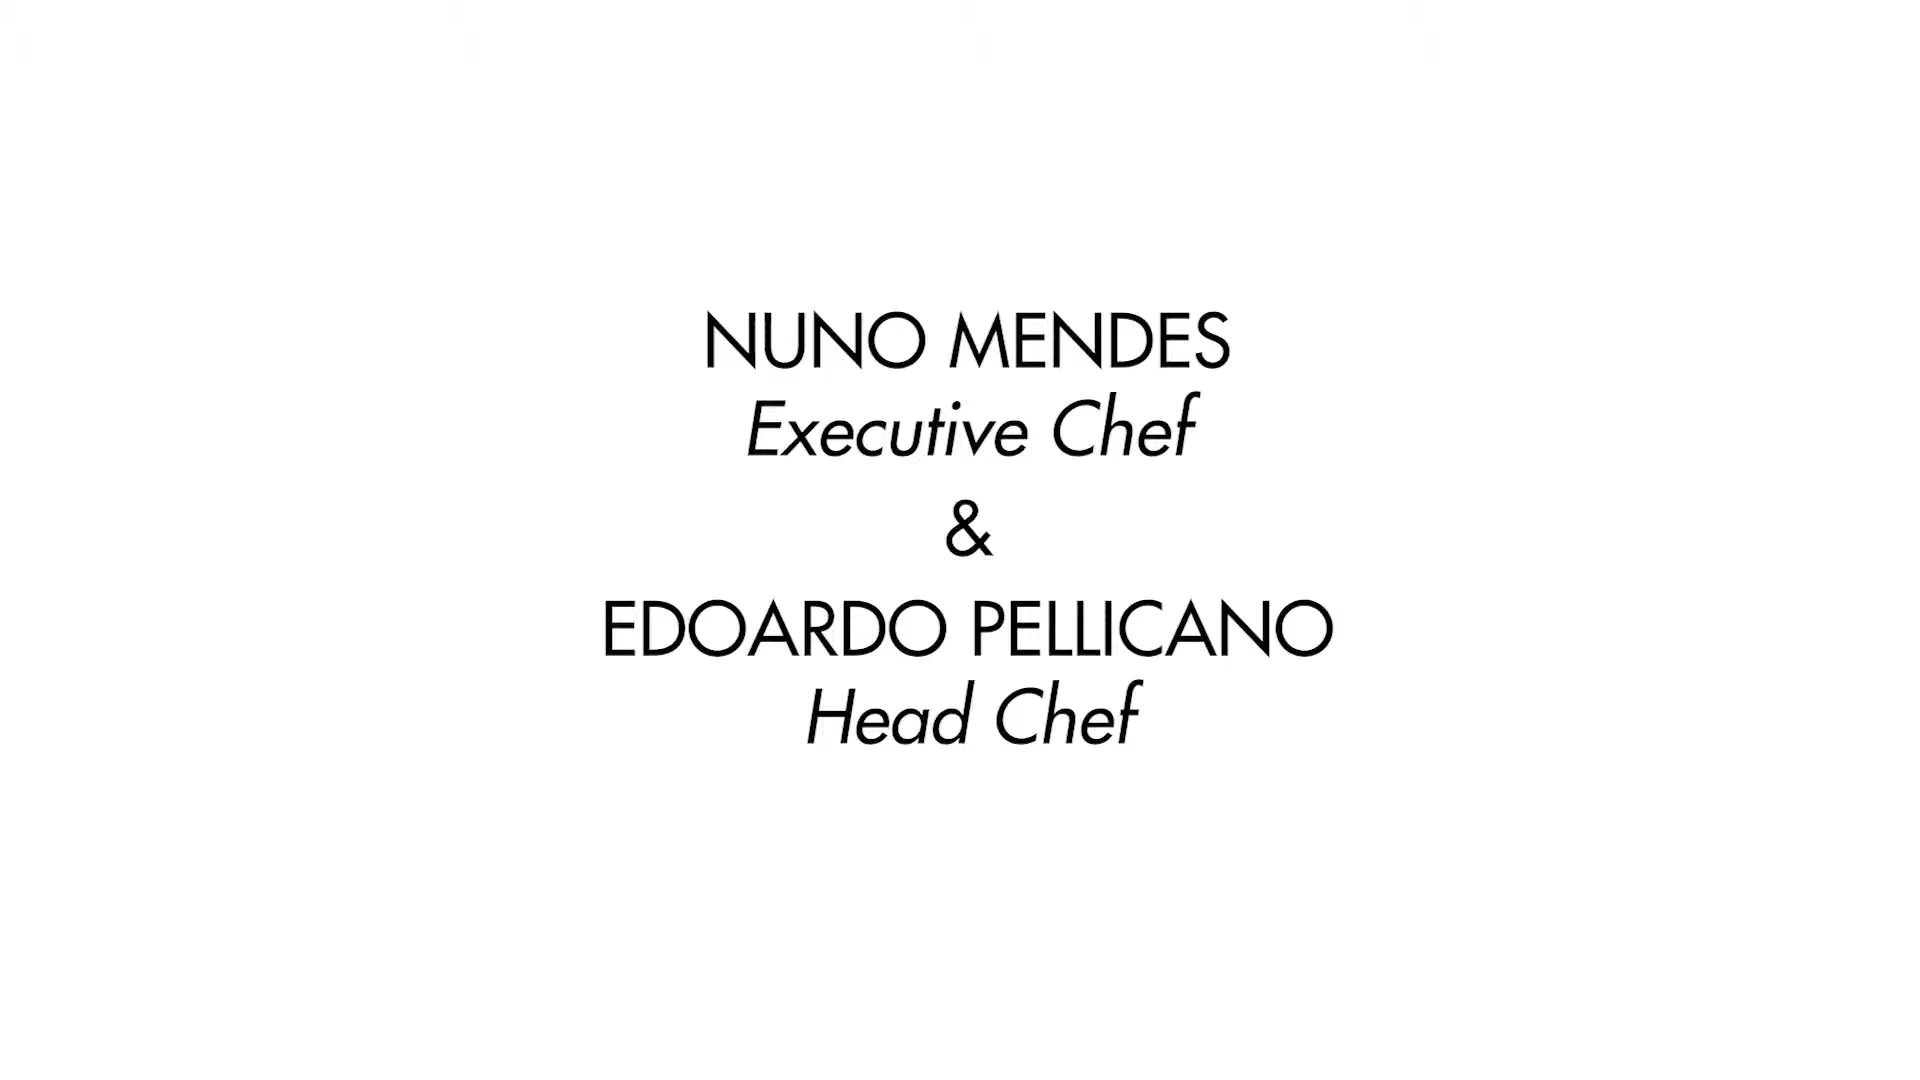 NUNO MENDES
Executive Chef
&
EDOARDO PELLICANO
Head Chef